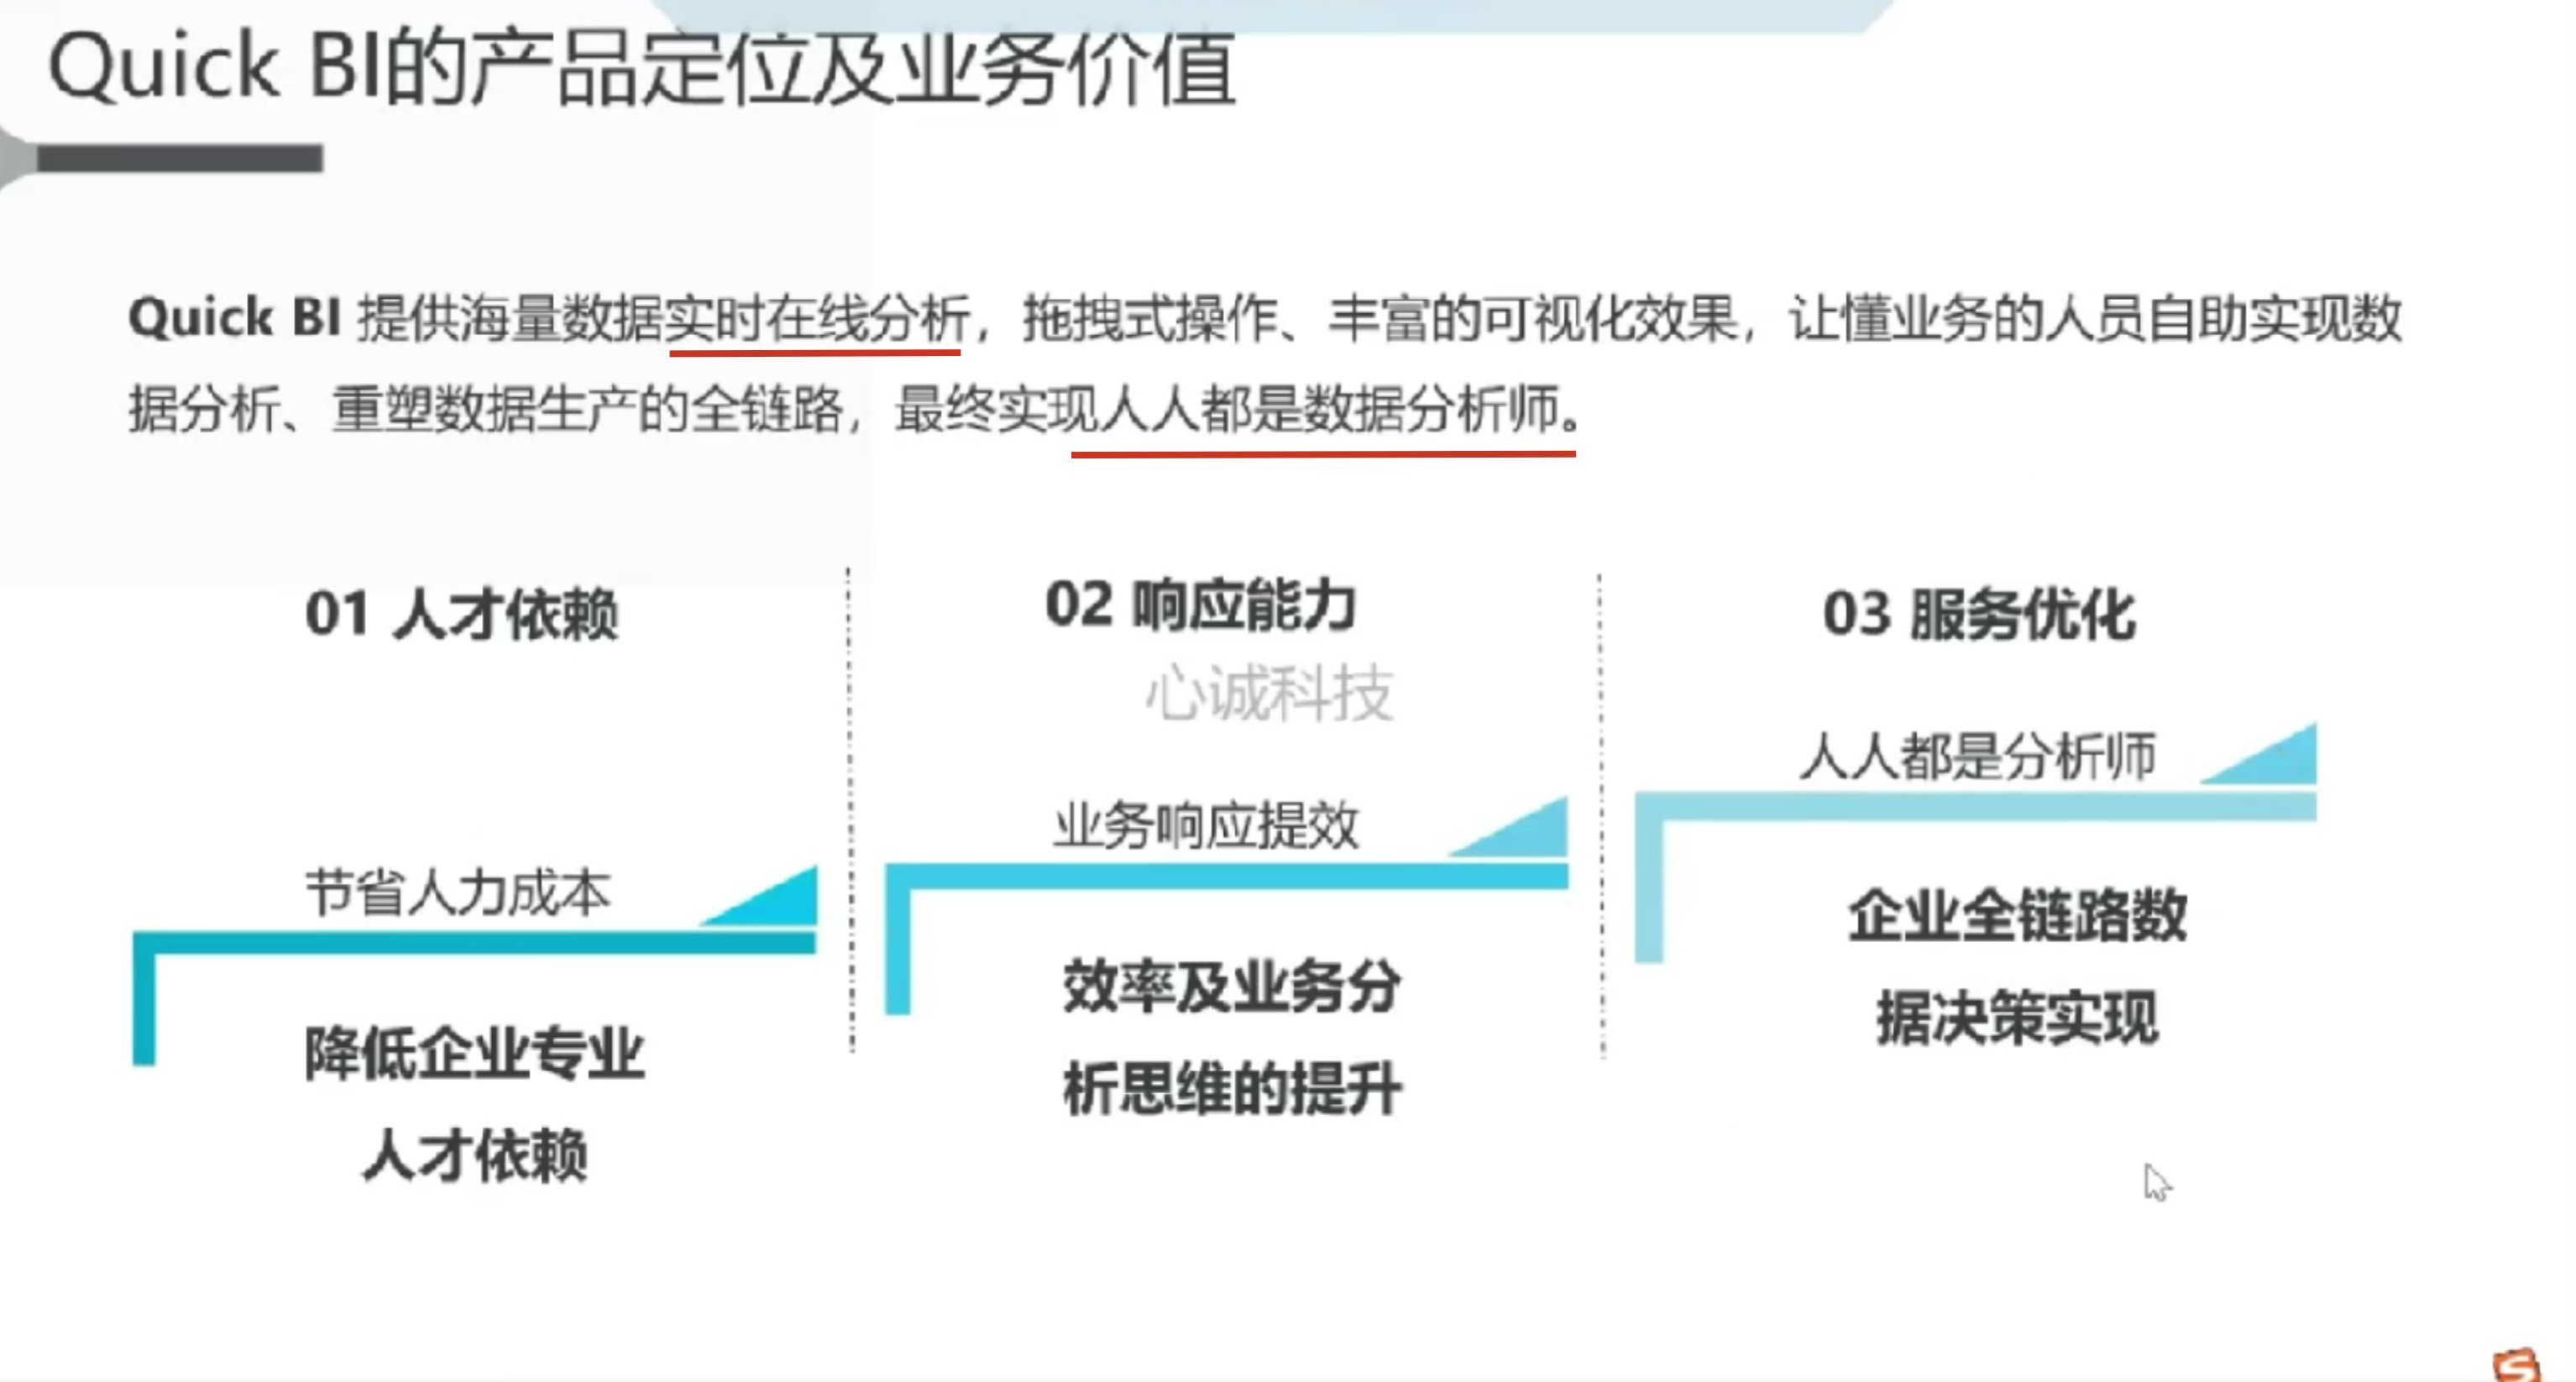 Quick BI的产品定位及业务价值
Quick BI 提供海量数据实时在线分析，拖拽式操作、丰富的可视化效果，让懂业务的人员自助实现数
据分析、重塑数据生产的全链路，最终实现人人都是数据分析师。
01 人才依赖
节省人力成本
降低企业专业
人才依赖
02 响应能力
心诚科技
业务响应提效
效率及业务分
析思维的提升
03 服务优化
人人都是分析师
企业全链路数
据决策实现